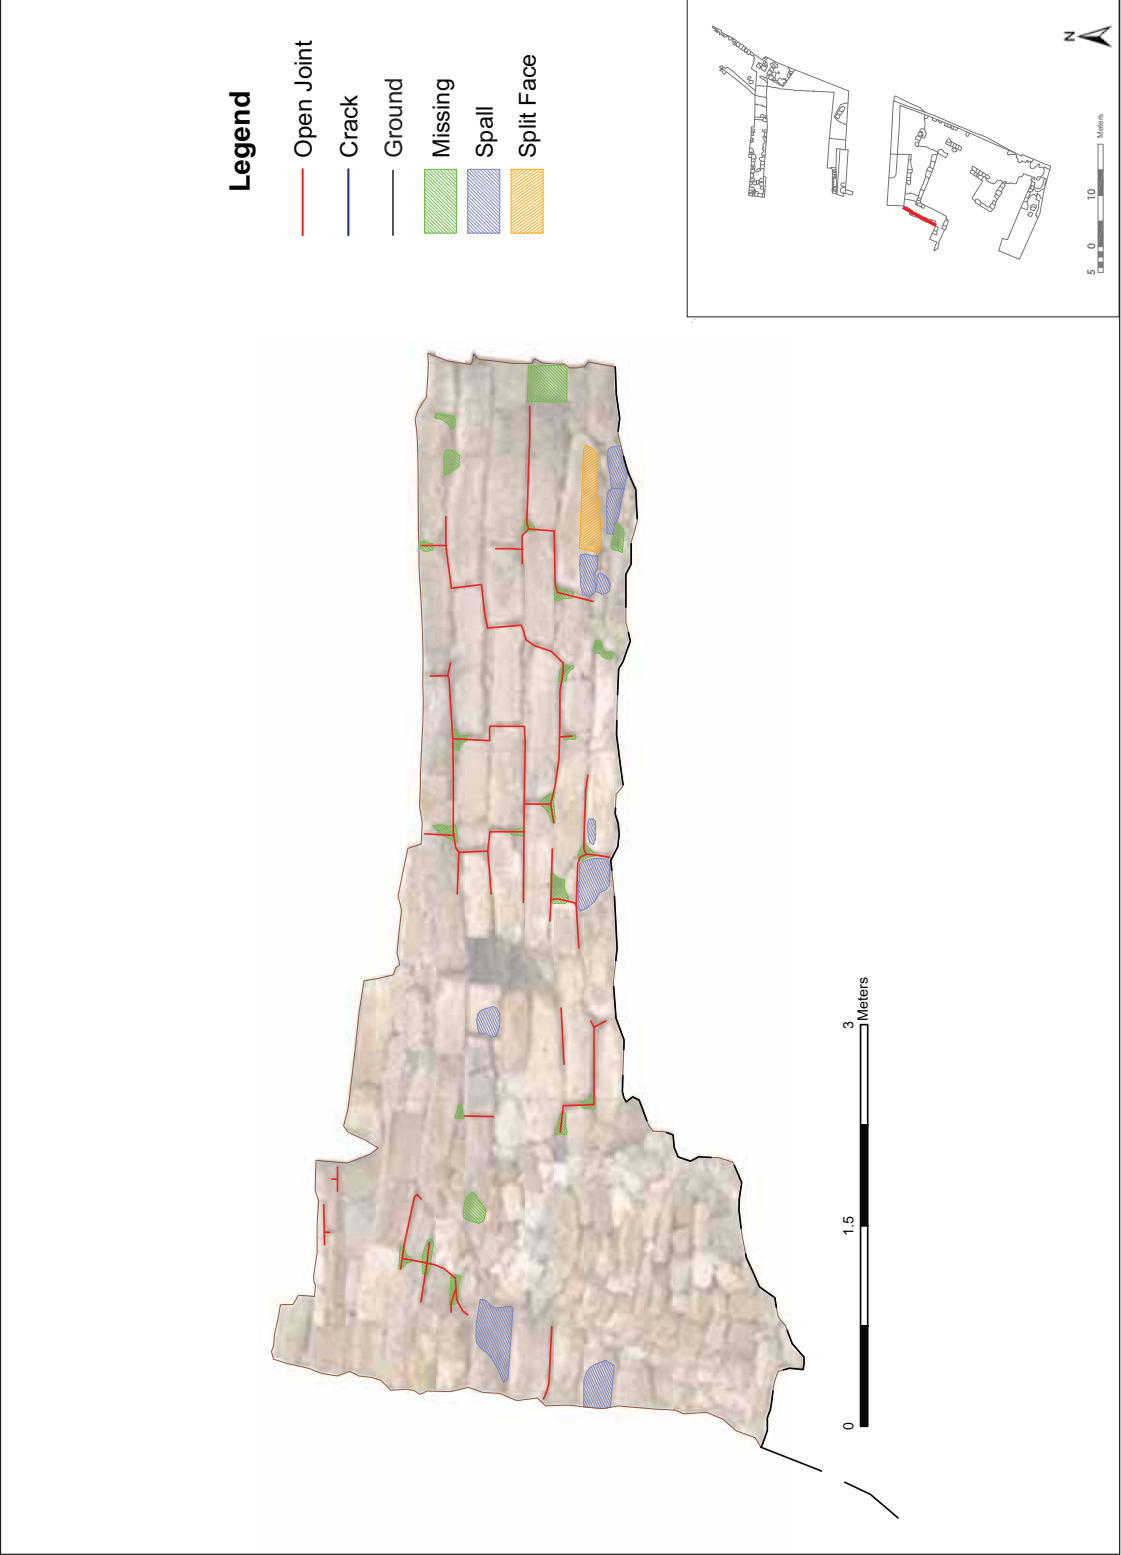 Legend
Open Joint
Crack
Ground
Missing
Spall
Split Face
N
5 0 10 Meters
0 1.5 3
Meters